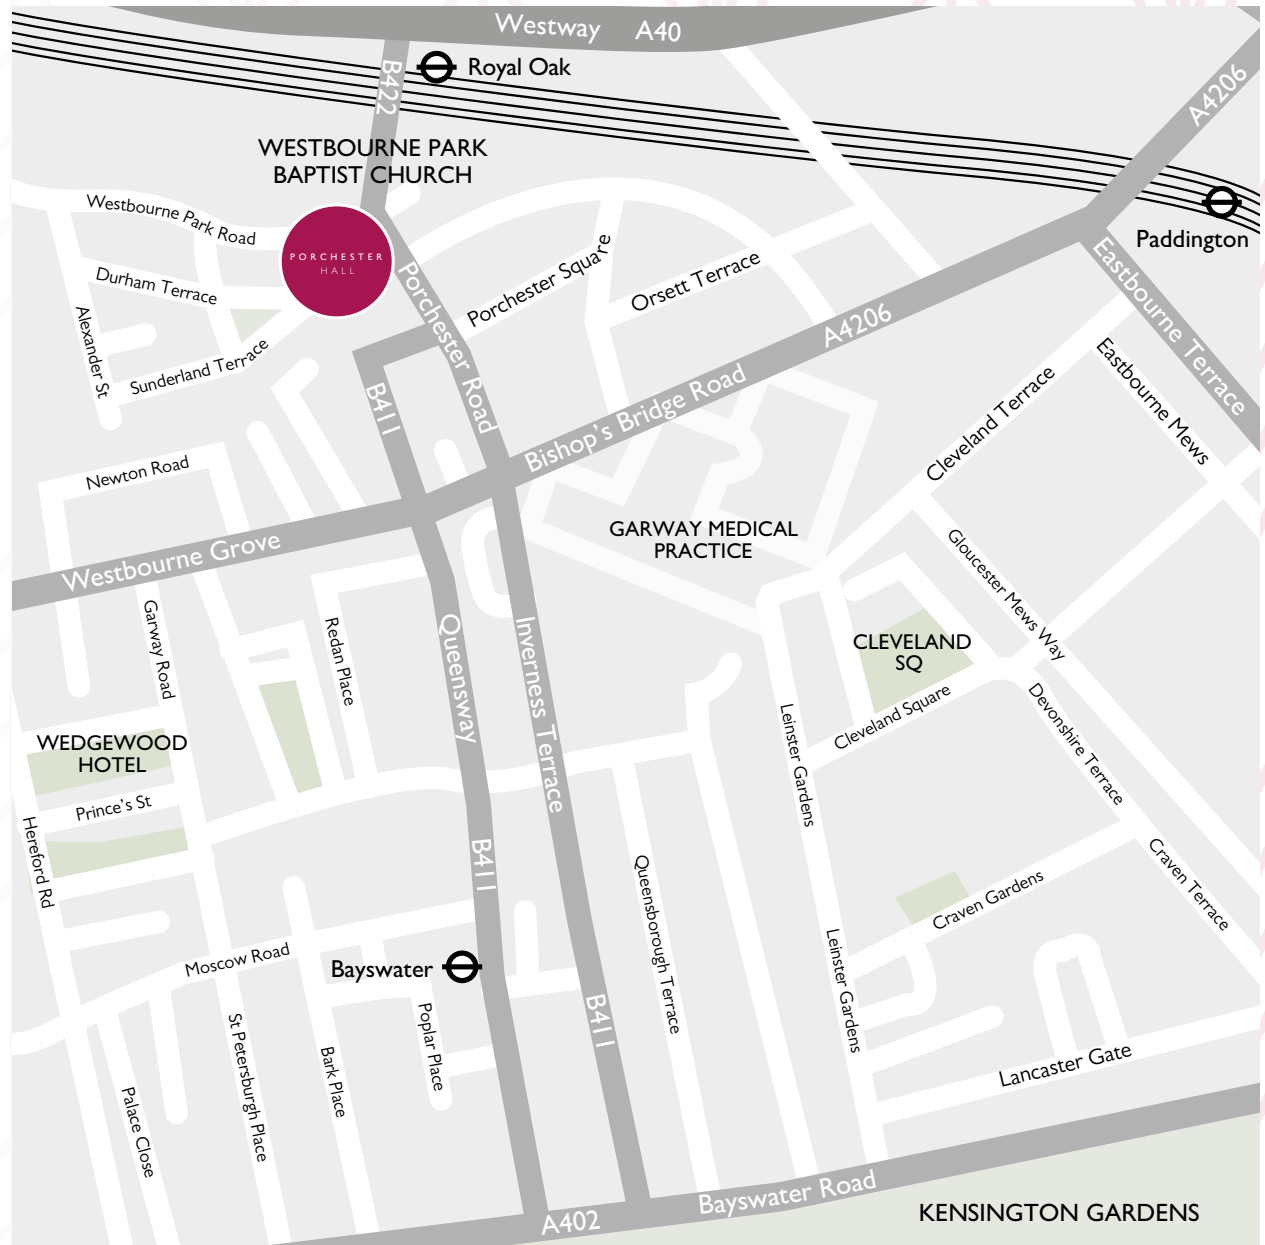 Westway A40
Royal Oak
B422
A4206
WESTBOURNE PARK
BAPTIST CHURCH
Westbourne Park Road
PORCHESTER
HALL
Paddington
Durham Terrace
Porchester Square
Orsett Terrace
Eastbourne Terrace
Alexander St
Porchester Road
A4206
Sunderland Terrace
Eastbourne Mews
B411
Bishop's Bridge Road
Cleveland Terrace
Newton Road
GARWAY MEDICAL
PRACTICE
Westbourne Grove
Gloucester Mews Way
Garway Road
Redan Place
Queensway
Inverness Terrace
CLEVELAND
SQ
Cleveland Square
Devonshire Terrace
Leinster Gardens
WEDGEWOOD
HOTEL
Prince's St
Hereford Rd
B411
Queensborough Terrace
Craven Terrace
Craven Gardens
Moscow Road
Bayswater
Leinster Gardens
B411
Poplar Place
St Petersburgh Place
Bark Place
Palace Close
Lancaster Gate
Bayswater Road
A402
KENSINGTON GARDENS